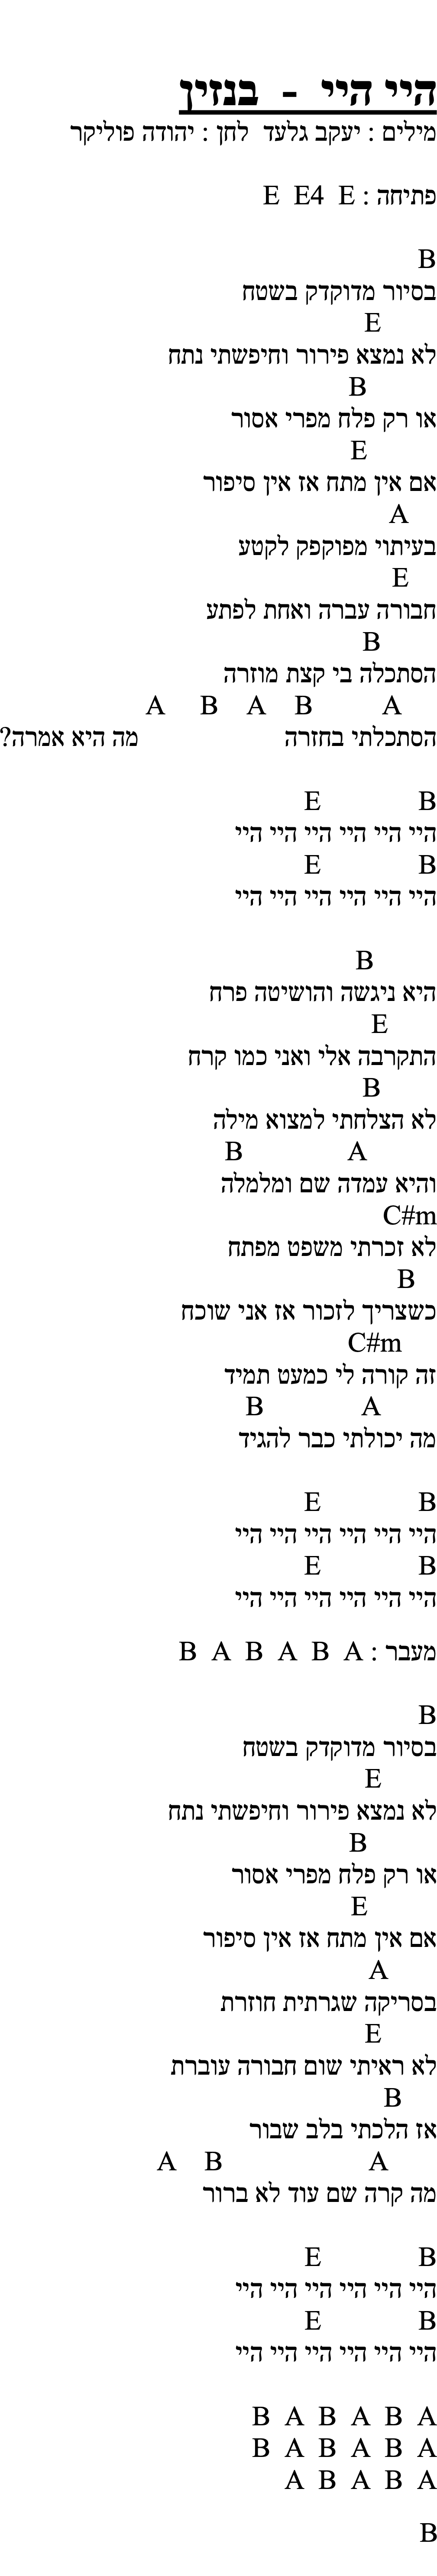 היי היי - בנזין
מילים : יעקב גלעד לחן : יהודה פוליקר
פתיחה : E E4 E
B
בסיור מדוקדק בשטח
E
לא נמצא פירור וחיפשתי נתח
B
או רק פלח מפרי אסור
E
אם אין מתח אז אין סיפור
A
בעיתוי מפוקפק לקטע
E
חבורה עברה ואחת לפתע
B
הסתכלה בי קצת מוזרה
A B A B A
הסתכלתי בחזרה מה היא אמרה?
E B
היי היי היי היי היי היי היי
E B
היי היי היי היי היי היי היי
B
היא ניגשה והושיטה פרח
E
התקרבה אלי ואני כמו קרח
B
לא הצלחתי למצוא מילה
B A
והיא עמדה שם ומלמלה
C#m
לא זכרתי משפט מפתח
B
כשצריך לזכור אז אני שוכח
C#m
זה קורה לי כמעט תמיד
B A
מה יכולתי כבר להגיד
E B
היי היי היי היי היי היי היי
E B
היי היי היי היי היי היי היי
מעבר : B A B A B A
B
בסיור מדוקדק בשטח
E
לא נמצא פירור וחיפשתי נתח
B
או רק פלח מפרי אסור
E
אם אין מתח אז אין סיפור
A
בסריקה שגרתית חוזרת
E
לא ראיתי שום חבורה עוברת
B
אז הלכתי בלב שבור
A B A
מה קרה שם עוד לא ברור
E B
היי היי היי היי היי היי היי
E B
היי היי היי היי היי היי היי
B A B A B A
B A B A B A
A B A B A
B